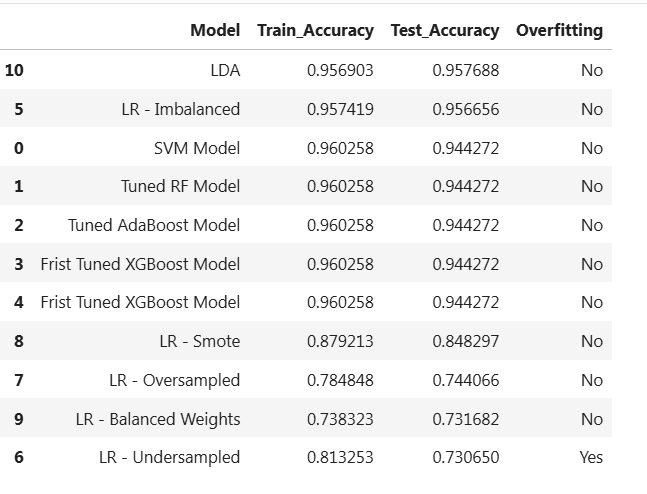 Model Train_Accuracy Test_Accuracy Overfitting
10 LDA 0.956903 0.957688 No
5 LR - Imbalanced 0.957419 0.956656 No
0 SVM Model 0.960258 0.944272 No
1 Tuned RF Model 0.960258 0.944272 No
2 Tuned AdaBoost Model 0.960258 0.944272 No
3 Frist Tuned XGBoost Model 0.960258 0.944272 No
4 Frist Tuned XGBoost Model 0.960258 0.944272 No
8 LR - Smote 0.879213 0.848297 No
7 LR - Oversampled 0.784848 0.744066 No
9 LR - Balanced Weights 0.738323 0.731682 No
6 LR - Undersampled 0.813253 0.730650 Yes